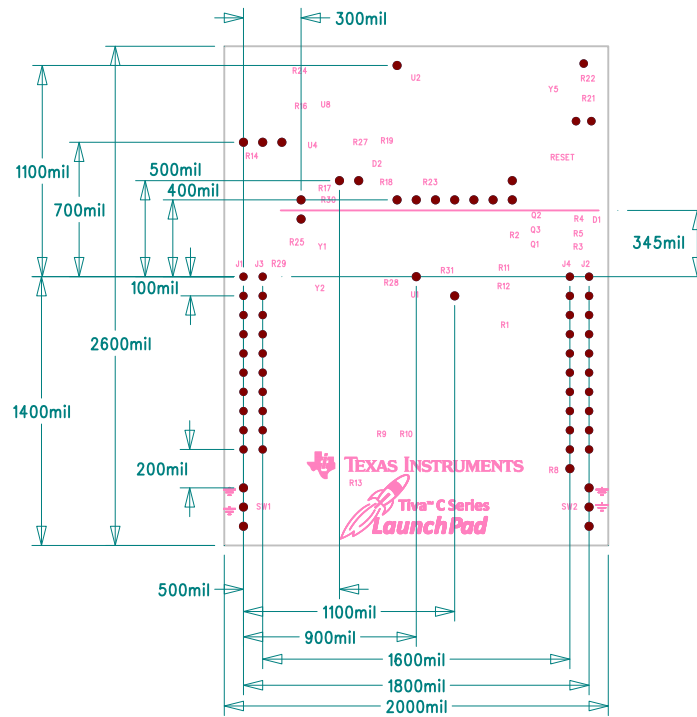 300mil
R24
U2
R22
Y5
R21
R16
U8
R27
R19
U4
R14
RESET
D2
1100mil
500mil
R17
R18
R23
700mil
400mil
R30
Q2
R4
D1
Q3
R5
R2
345mil
R25
Y1
Q1
R3
J1
J3
R29
R31
R11
J4
J2
100mil
Y2
R28
U1
R12
R1
2600mil
1400mil
R9
R10
200mil
TEXAS INSTRUMENTS
R8
R13
SW1
Tiva™ C Series
SW2
LaunchPad
500mil
1100mil
900mil
1600mil
1800mil
2000mil